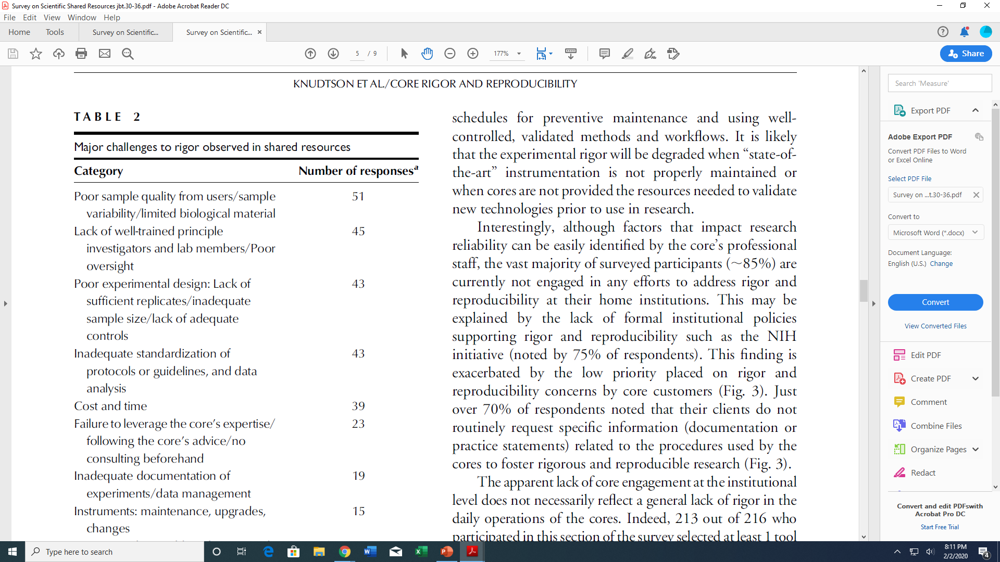 Survey on Scientific Shared Resources jbt.30-36.pdf - Adobe Acrobat Reader DC
File Edit View Window Help
Home Tools Survey on Scientific... Survey on Scientific...
5 / 9 177% Share
KNUDTSON ET AL./CORE RIGOR AND REPRODUCIBILITY
TABLE 2
Major challenges to rigor observed in shared resources
Category Number of responsesa
Poor sample quality from users/sample 51
variability/limited biological material
Lack of well-trained principle 45
investigators and lab members/Poor
oversight
Poor experimental design: Lack of 43
sufficient replicates/inadequate
sample size/lack of adequate
controls
Inadequate standardization of 43
protocols or guidelines, and data
analysis
Cost and time 39
Failure to leverage the core's expertise/ 23
following the core's advice/no
consulting beforehand
Inadequate documentation of 19
experiments/data management
Instruments: maintenance, upgrades, 15
changes
schedules for preventive maintenance and using well-
controlled, validated methods and workflows. It is likely
that the experimental rigor will be degraded when “state-of-
the-art” instrumentation is not properly maintained or
when cores are not provided the resources needed to validate
new technologies prior to use in research.
Interestingly, although factors that impact research
reliability can be easily identified by the core's professional
staff, the vast majority of surveyed participants (~85%) are
currently not engaged in any efforts to address rigor and
reproducibility at their home institutions. This may be
explained by the lack of formal institutional policies
supporting rigor and reproducibility such as the NIH
initiative (noted by 75% of respondents). This finding is
exacerbated by the low priority placed on rigor and
reproducibility concerns by core customers (Fig. 3). Just
over 70% of respondents noted that their clients do not
routinely request specific information (documentation or
practice statements) related to the procedures used by the
cores to foster rigorous and reproducible research (Fig. 3).
The apparent lack of core engagement at the institutional
level does not necessarily reflect a general lack of rigor in the
daily operations of the cores. Indeed, 213 out of 216 who
participated in this section of the survey selected at least 1 tool
Search 'Measure'
Export PDF
Adobe Export PDF
Convert PDF Files to Word
or Excel Online
Select PDF File
Survey on ...t.30-36.pdf
Convert to
Microsoft Word (*.docx)
Document Language:
English (U.S.) Change
Convert
View Converted Files
Edit PDF
Create PDF
Comment
Combine Files
Organize Pages
Redact
Convert and edit PDFswith
Acrobat Pro DC
Start Free Trial
Type here to search
8:11 PM
2/2/2020
4